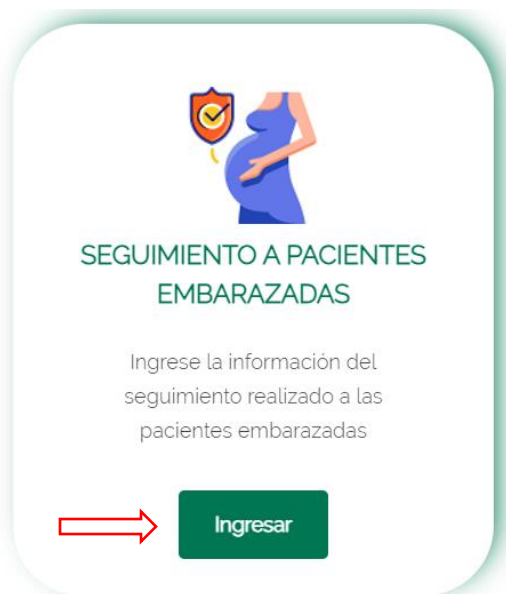 SEGUIMIENTO A PACIENTES
EMBARAZADAS
Ingrese la información del
seguimiento realizado a las
pacientes embarazadas
Ingresar